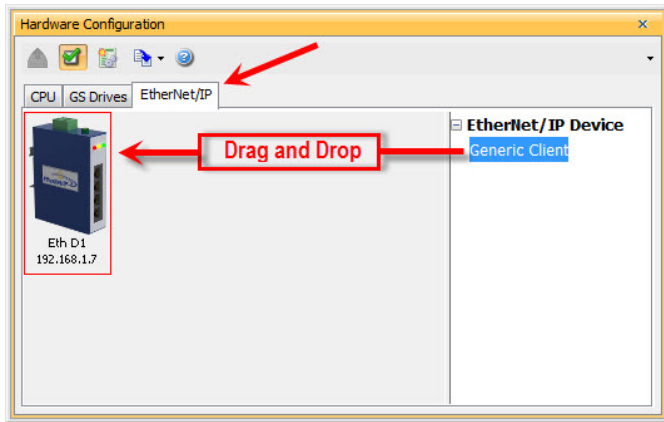 Hardware Configuration
CPU GS Drives EtherNet/IP
EtherNet/IP Device
Generic Client
Drag and Drop
Eth D1
192.168.1.7